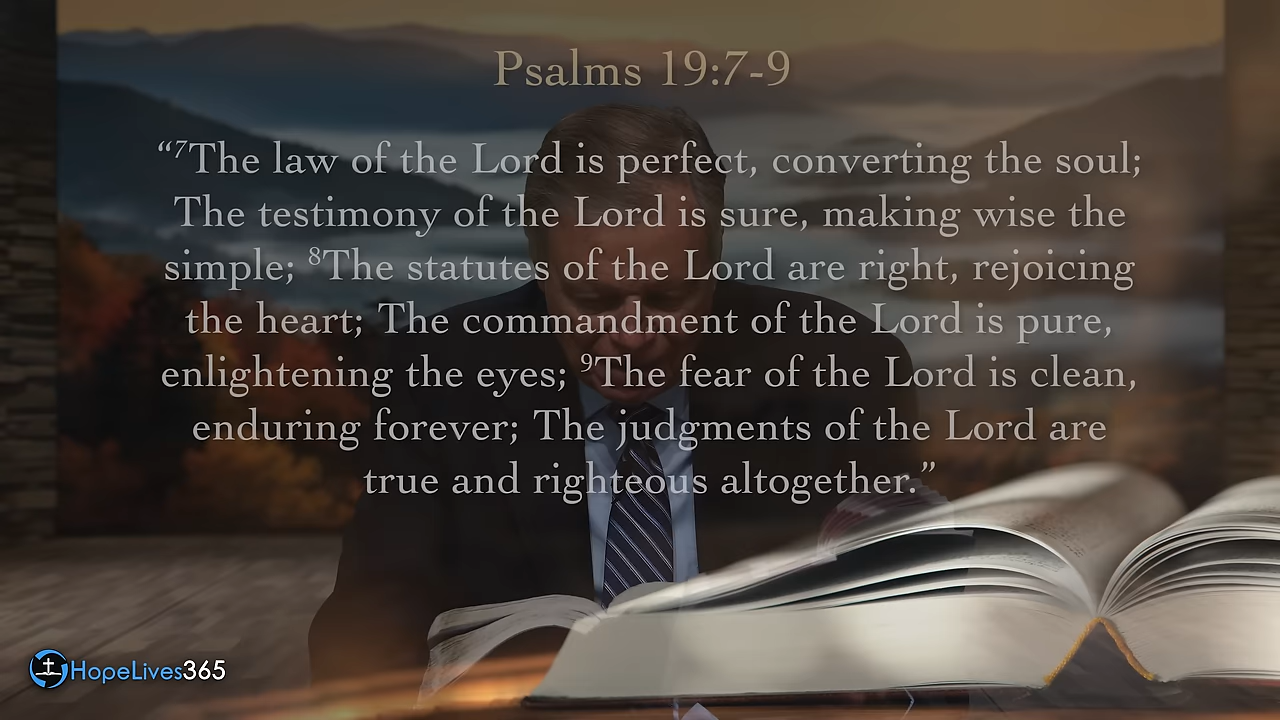 Psalms 19:7-9
“⁷The law of the Lord is perfect, converting the soul;
The testimony of the Lord is sure, making wise the
simple; ⁸The statutes of the Lord are right, rejoicing
the heart; The commandment of the Lord is pure,
enlightening the eyes; ⁹The fear of the Lord is clean,
enduring forever; The judgments of the Lord are
true and righteous altogether.”
HopeLives365